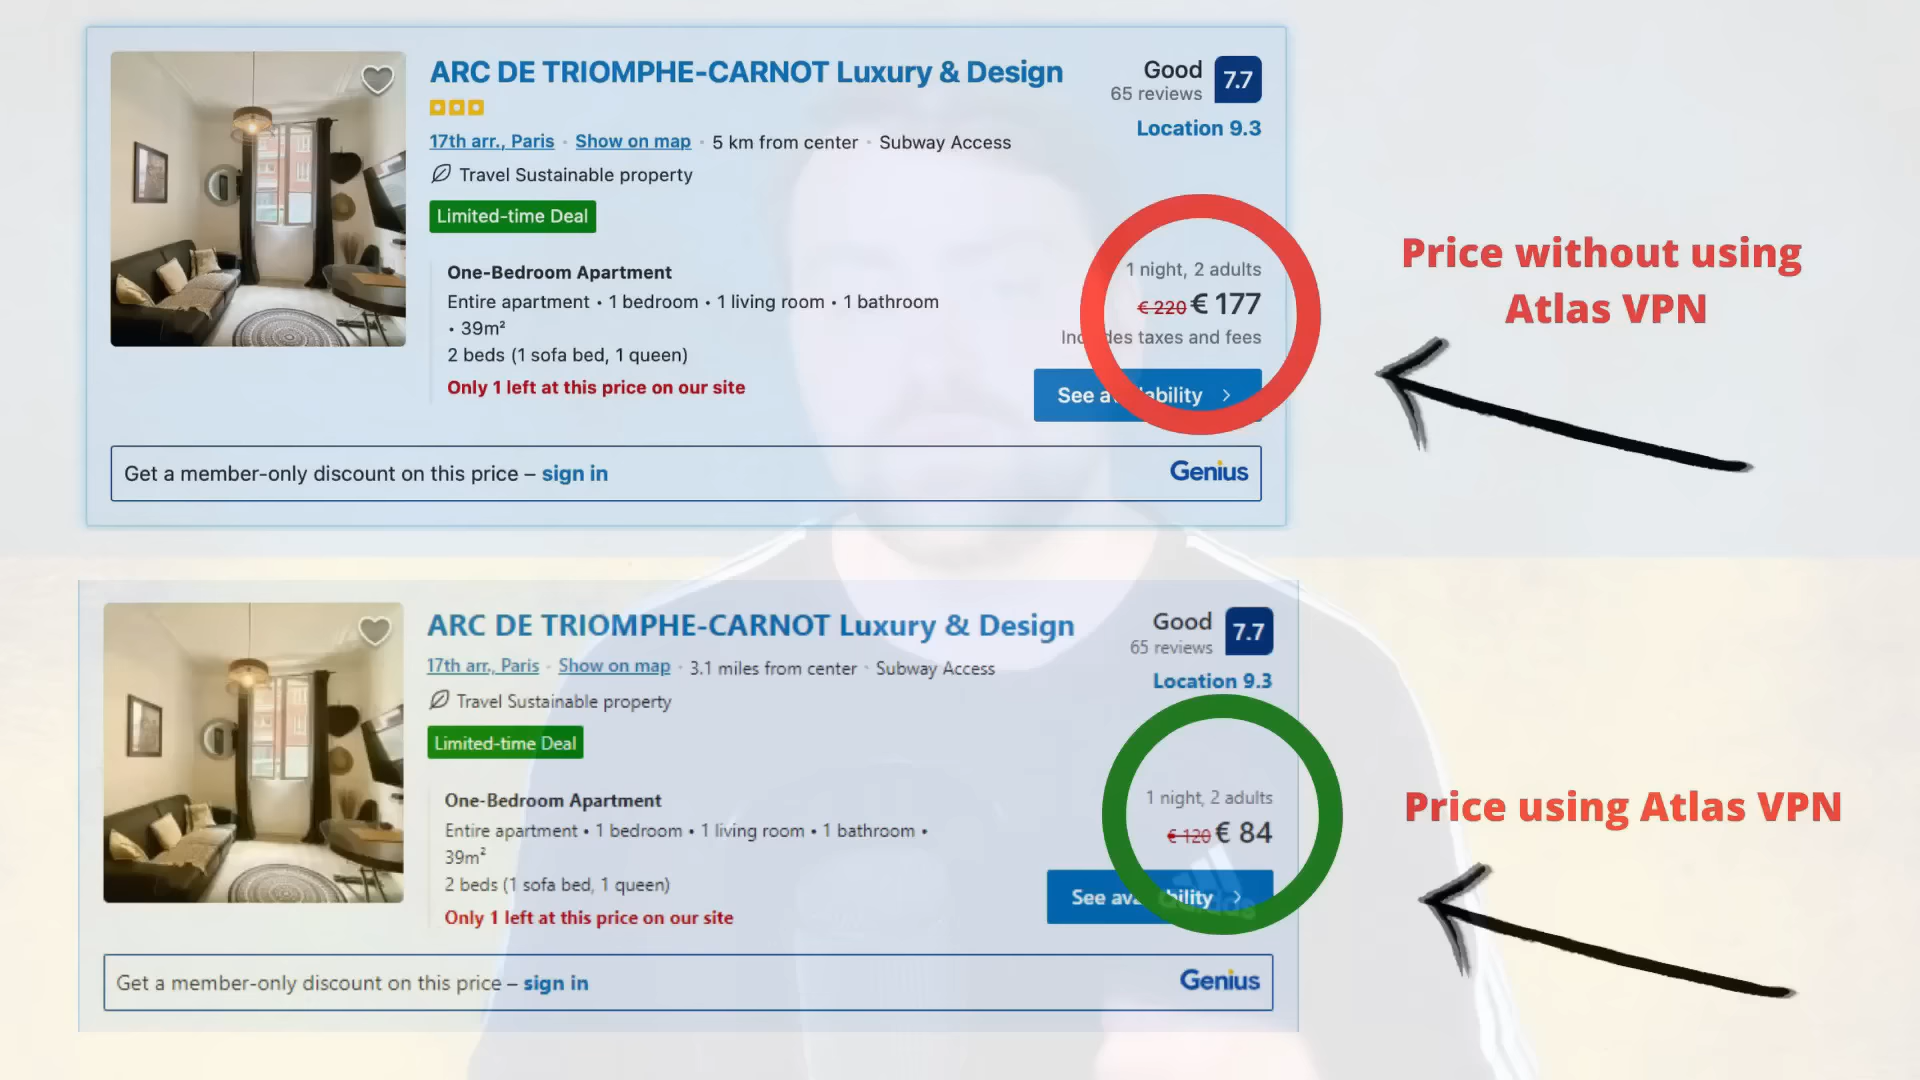 ARC DE TRIOMPHE-CARNOT Luxury & Design
Good
65 reviews
7.7
Location 9.3
17th arr., Paris · Show on map · 5 km from center · Subway Access
Travel Sustainable property
Limited-time Deal
One-Bedroom Apartment
Entire apartment • 1 bedroom • 1 living room • 1 bathroom
• 39m²
2 beds (1 sofa bed, 1 queen)
Only 1 left at this price on our site
1 night, 2 adults
€ 220 € 177
taxes and fees
See
Get a member-only discount on this price – sign in
Genius
Price without using
Atlas VPN
ARC DE TRIOMPHE-CARNOT Luxury & Design
Good
65 reviews
7.7
Location 9.3
17th arr., Paris · Show on map · 3.1 miles from center · Subway Access
Travel Sustainable property
Limited-time Deal
One-Bedroom Apartment
Entire apartment • 1 bedroom • 1 living room • 1 bathroom •
39m²
2 beds (1 sofa bed, 1 queen)
Only 1 left at this price on our site
1 night, 2 adults
€ 120 € 84
See
adidas
Get a member-only discount on this price – sign in
Genius
Price using Atlas VPN